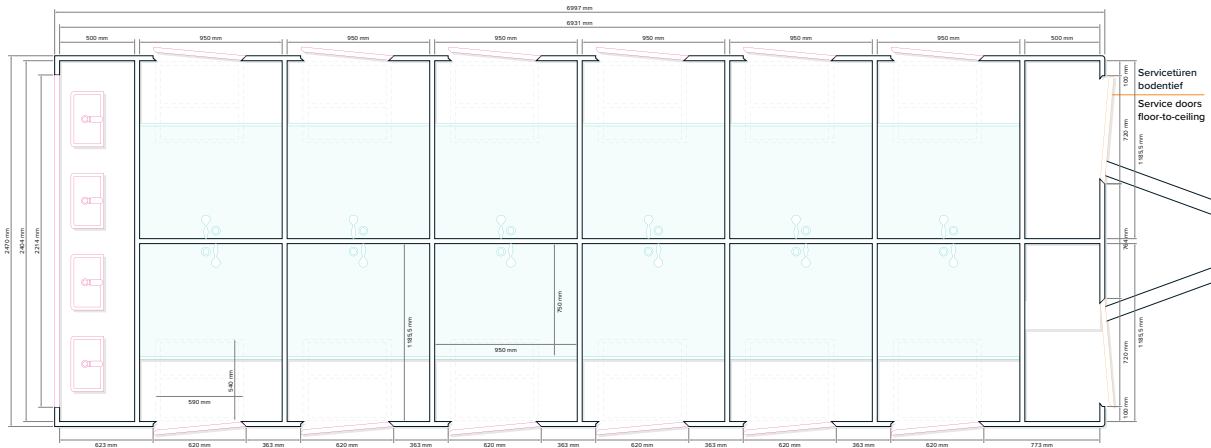 6997 mm
6931 mm
500 mm
950 mm
950 mm
950 mm
950 mm
950 mm
950 mm
500 mm
100 mm
Servicetüren
bodentief
Service doors
floor-to-ceiling
720 mm
1185,5 mm
2470 mm
2404 mm
2214 mm
764 mm
750 mm
1185,5 mm
950 mm
540 mm
590 mm
720 mm
1185,5 mm
100 mm
623 mm
620 mm
363 mm
620 mm
363 mm
620 mm
363 mm
620 mm
363 mm
620 mm
363 mm
620 mm
773 mm